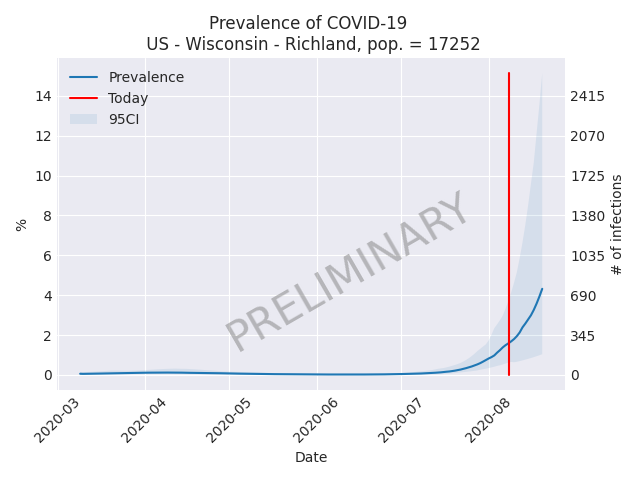 Prevalence of COVID-19
US - Wisconsin - Richland, pop. = 17252
Prevalence
Today
95CI
14
12
10
8
6
4
2
0
%
2415
2070
1725
1380
1035
690
345
0
# of infections
PRELIMINARY
2020-03
2020-04
2020-05
2020-06
2020-07
2020-08
Date